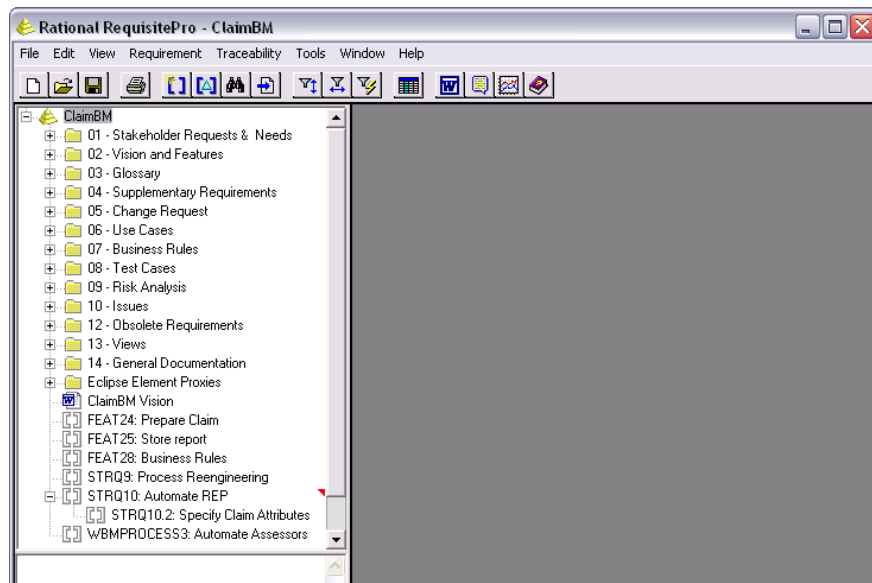 Rational RequisitePro - ClaimBM
File Edit View Requirement Traceability Tools Window Help
ClaimBM
01 - Stakeholder Requests & Needs
02 - Vision and Features
03 - Glossary
04 - Supplementary Requirements
05 - Change Request
06 - Use Cases
07 - Business Rules
08 - Test Cases
09 - Risk Analysis
10 - Issues
12 - Obsolete Requirements
13 - Views
14 - General Documentation
Eclipse Element Proxies
ClaimBM Vision
FEAT24: Prepare Claim
FEAT25: Store report
FEAT28: Business Rules
STRQ9: Process Reengineering
STRQ10: Automate REP
STRQ10.2: Specify Claim Attributes
WBMPROCESS3: Automate Assessors